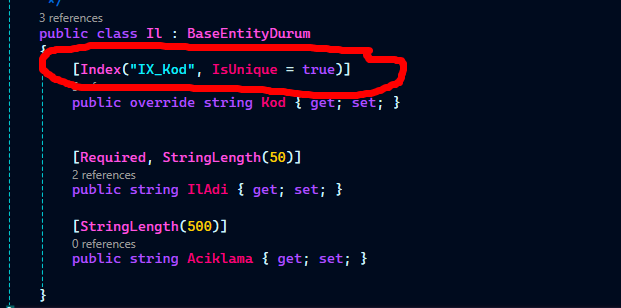 */
3 references
public class Il : BaseEntityDurum
{
[Index("IX_Kod", IsUnique = true)]
public override string Kod { get; set; }
[Required, StringLength(50)]
2 references
public string IlAdi { get; set; }
[StringLength(500)]
0 references
public string Aciklama { get; set; }
}